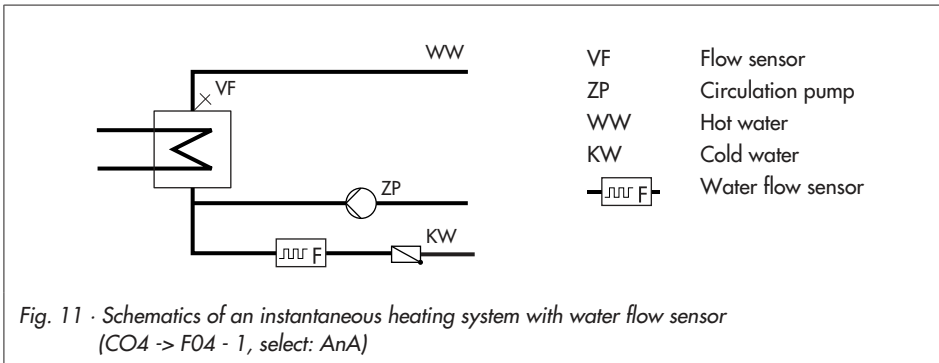 WW
VF
ZP
KW
F
VF Flow sensor
ZP Circulation pump
WW Hot water
KW Cold water
F Water flow sensor
Fig. 11 · Schematics of an instantaneous heating system with water flow sensor
(CO4 -> F04 - 1, select: AnA)